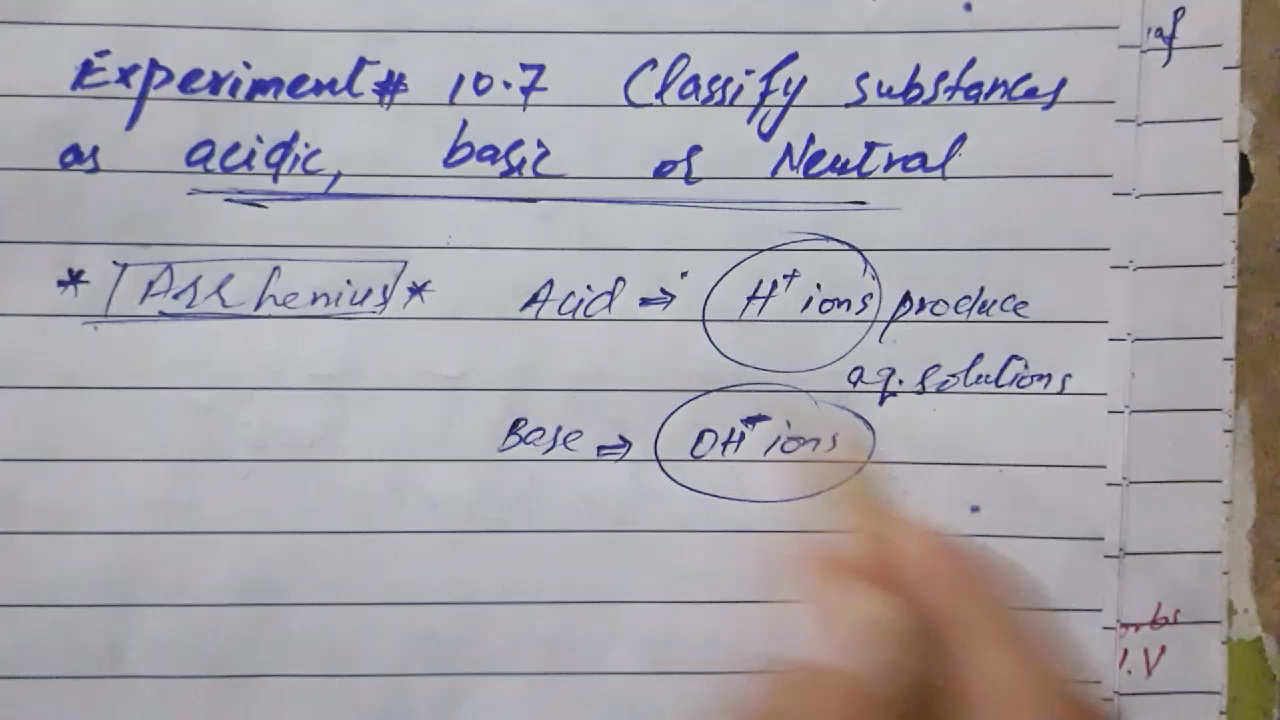 Experiment # 10.7 Classify substances
as acidic, basic or Neutral
* Arrhenius * Acid ⇒ H⁺ ions produce
aq. solutions
Base ⇒ OH⁻ ions
I.V